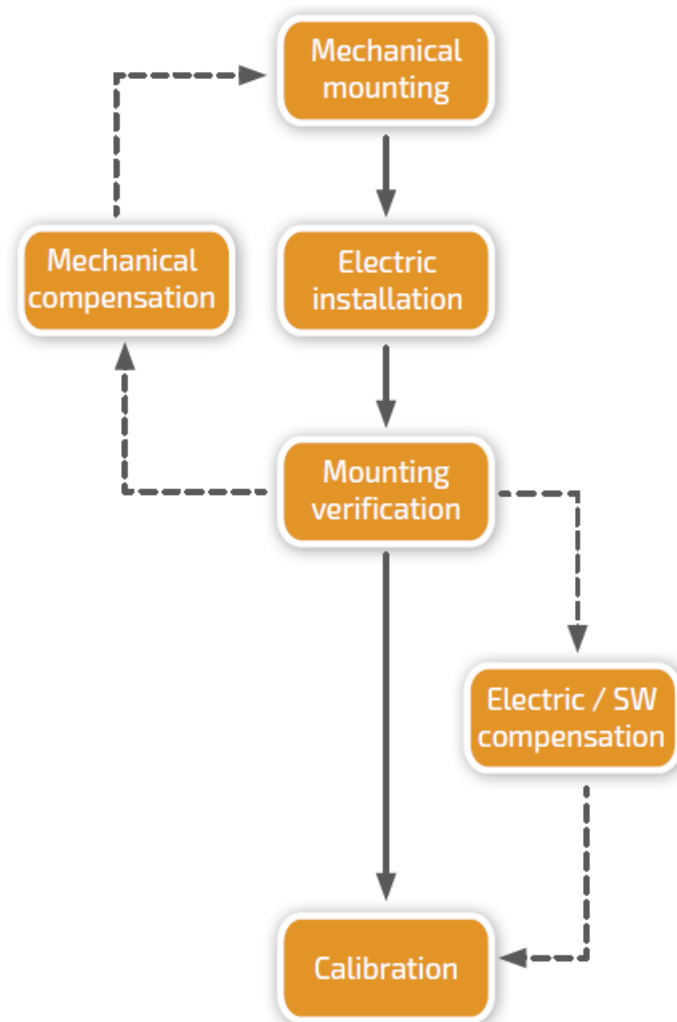 Mechanical
mounting
Mechanical
compensation
Electric
installation
Mounting
verification
Electric / SW
compensation
Calibration